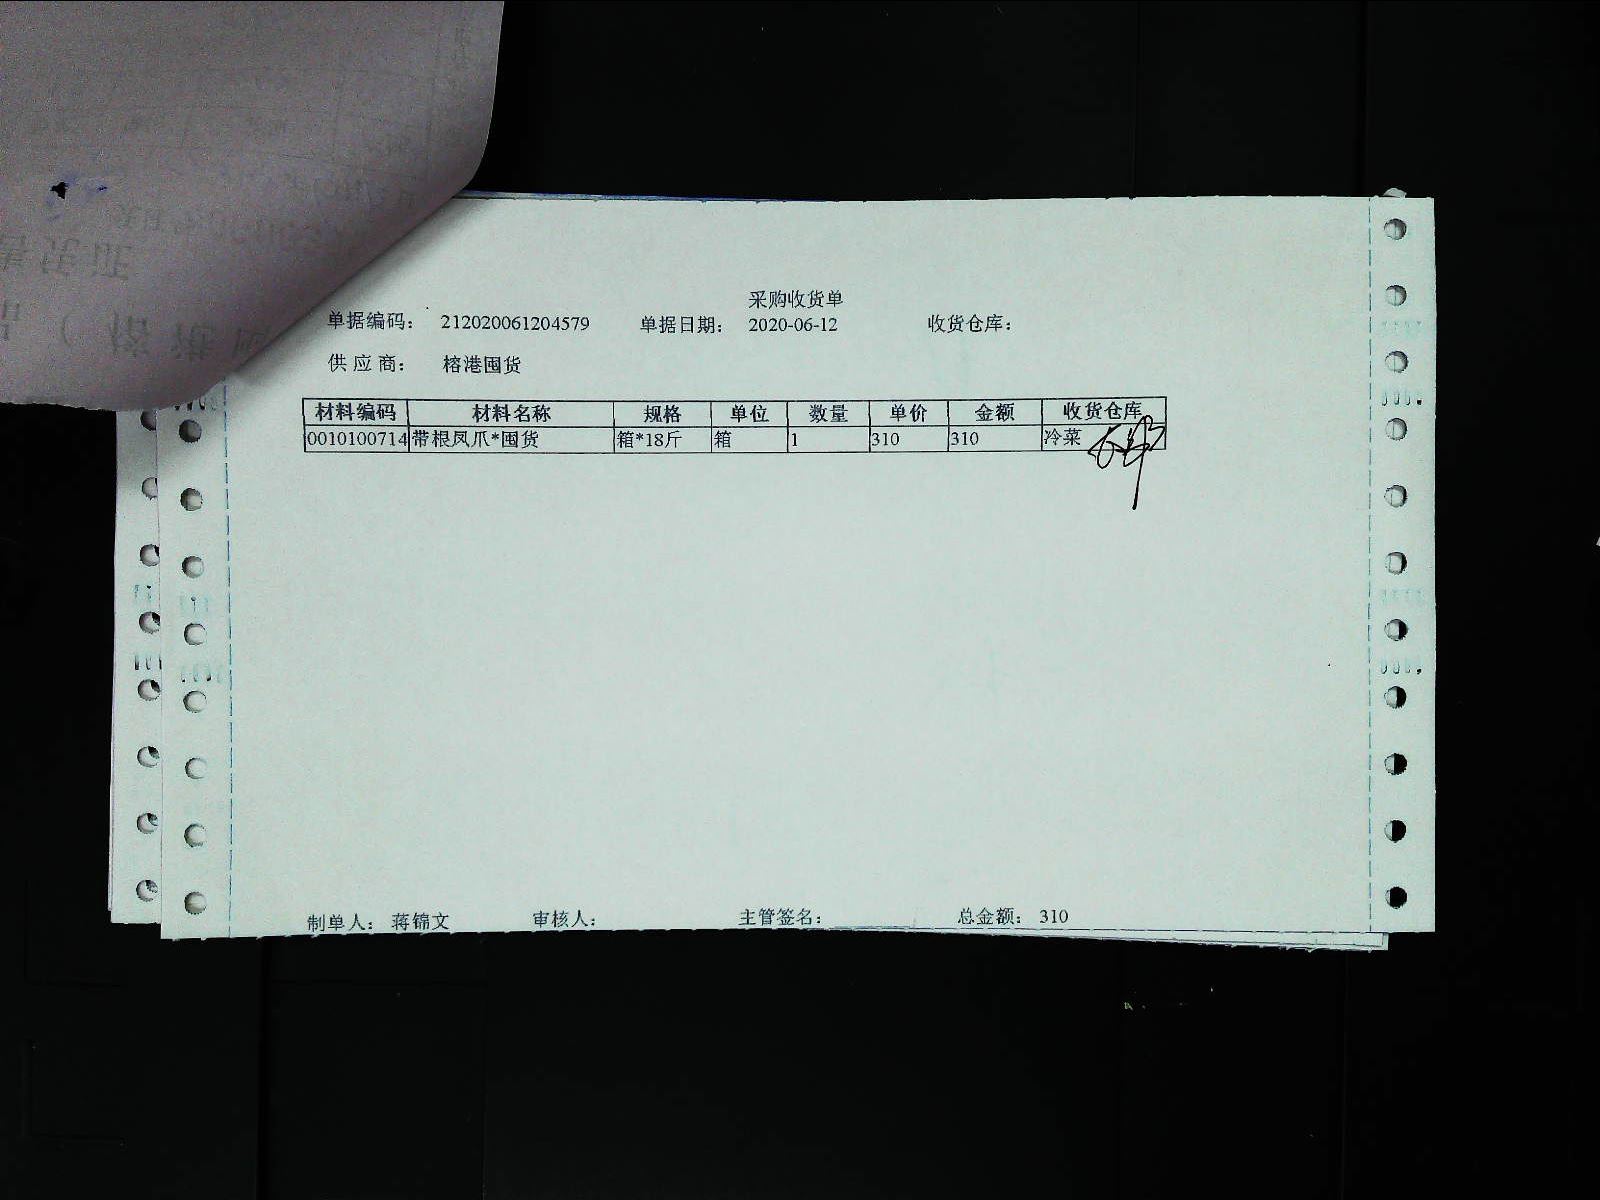 采购收货单
单据编码： 212020061204579 单据日期： 2020-06-12 收货仓库：
供应商： 榕港囤货
材料编码 材料名称 规格 单位 数量 单价 金额 收货仓库
0010100714 带根凤爪*囤货 箱*18斤 箱 1 310 310 冷菜
制单人： 蒋锦文 审核人： 主管签名： 总金额： 310